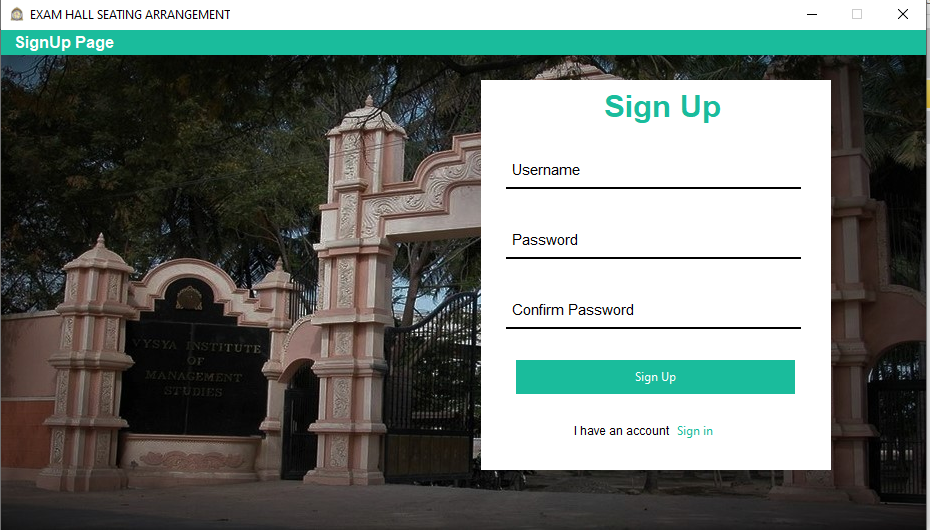 EXAM HALL SEATING ARRANGEMENT
SignUp Page
VYSYA INSTITUTE
OF
MANAGEMENT
STUDIES
Sign Up
Username
Password
Confirm Password
Sign Up
I have an account Sign in